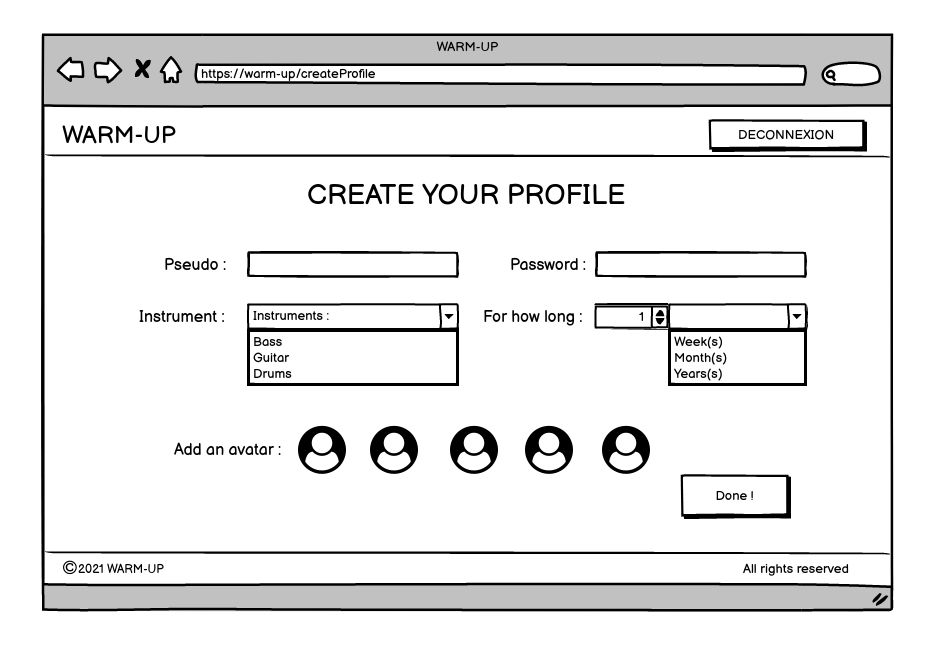 WARM-UP
https://warm-up/createProfile
WARM-UP
DECONNEXION
CREATE YOUR PROFILE
Pseudo :
Password :
Instrument :
Instruments :
Bass
Guitar
Drums
For how long :
1
Week(s)
Month(s)
Years(s)
Add an avatar :
Done !
©2021 WARM-UP
All rights reserved